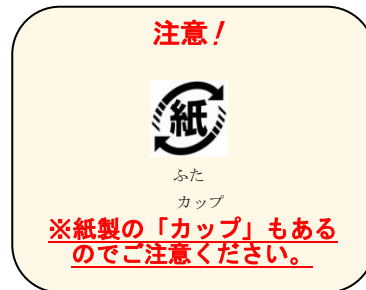 注意！
紙
ふた
カップ
※紙製の「カップ」もある
のでご注意ください。